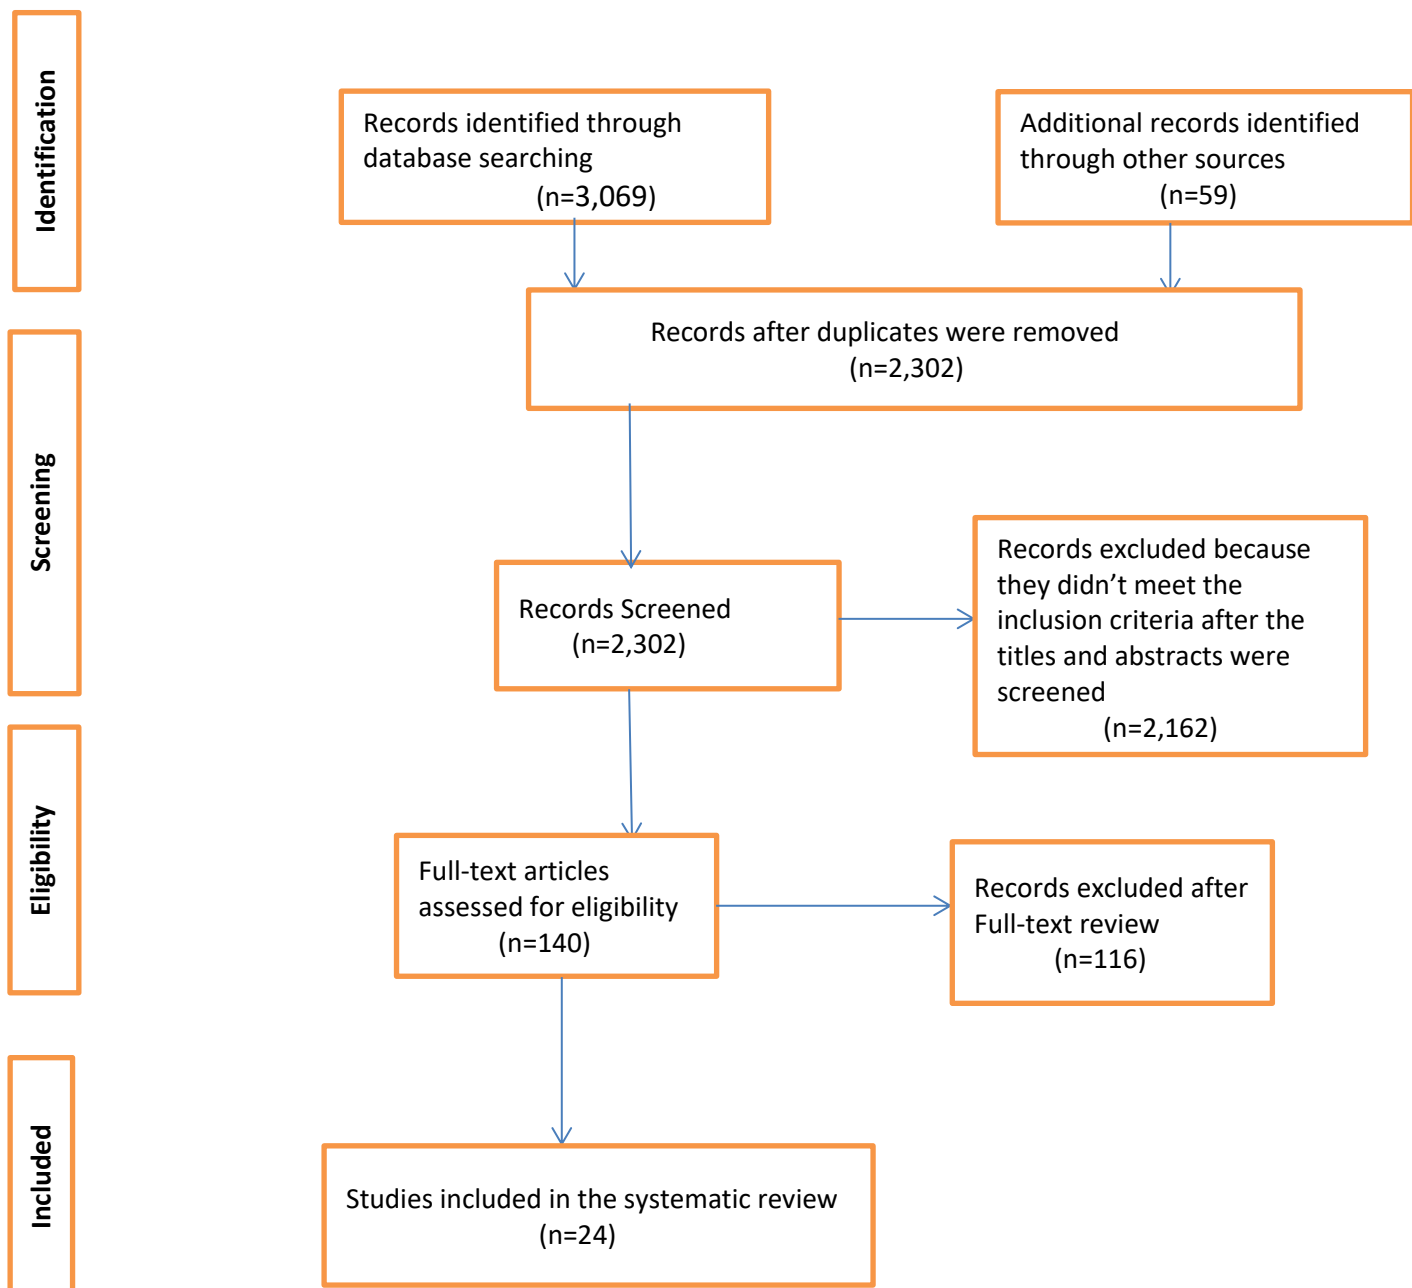 Identification
Records identified through
database searching
(n=3,069)
Additional records identified
through other sources
(n=59)
Records after duplicates were removed
(n=2,302)
Screening
Records Screened
(n=2,302)
Records excluded because
they didn’t meet the
inclusion criteria after the
titles and abstracts were
screened
(n=2,162)
Eligibility
Full-text articles
assessed for eligibility
(n=140)
Records excluded after
Full-text review
(n=116)
Included
Studies included in the systematic review
(n=24)